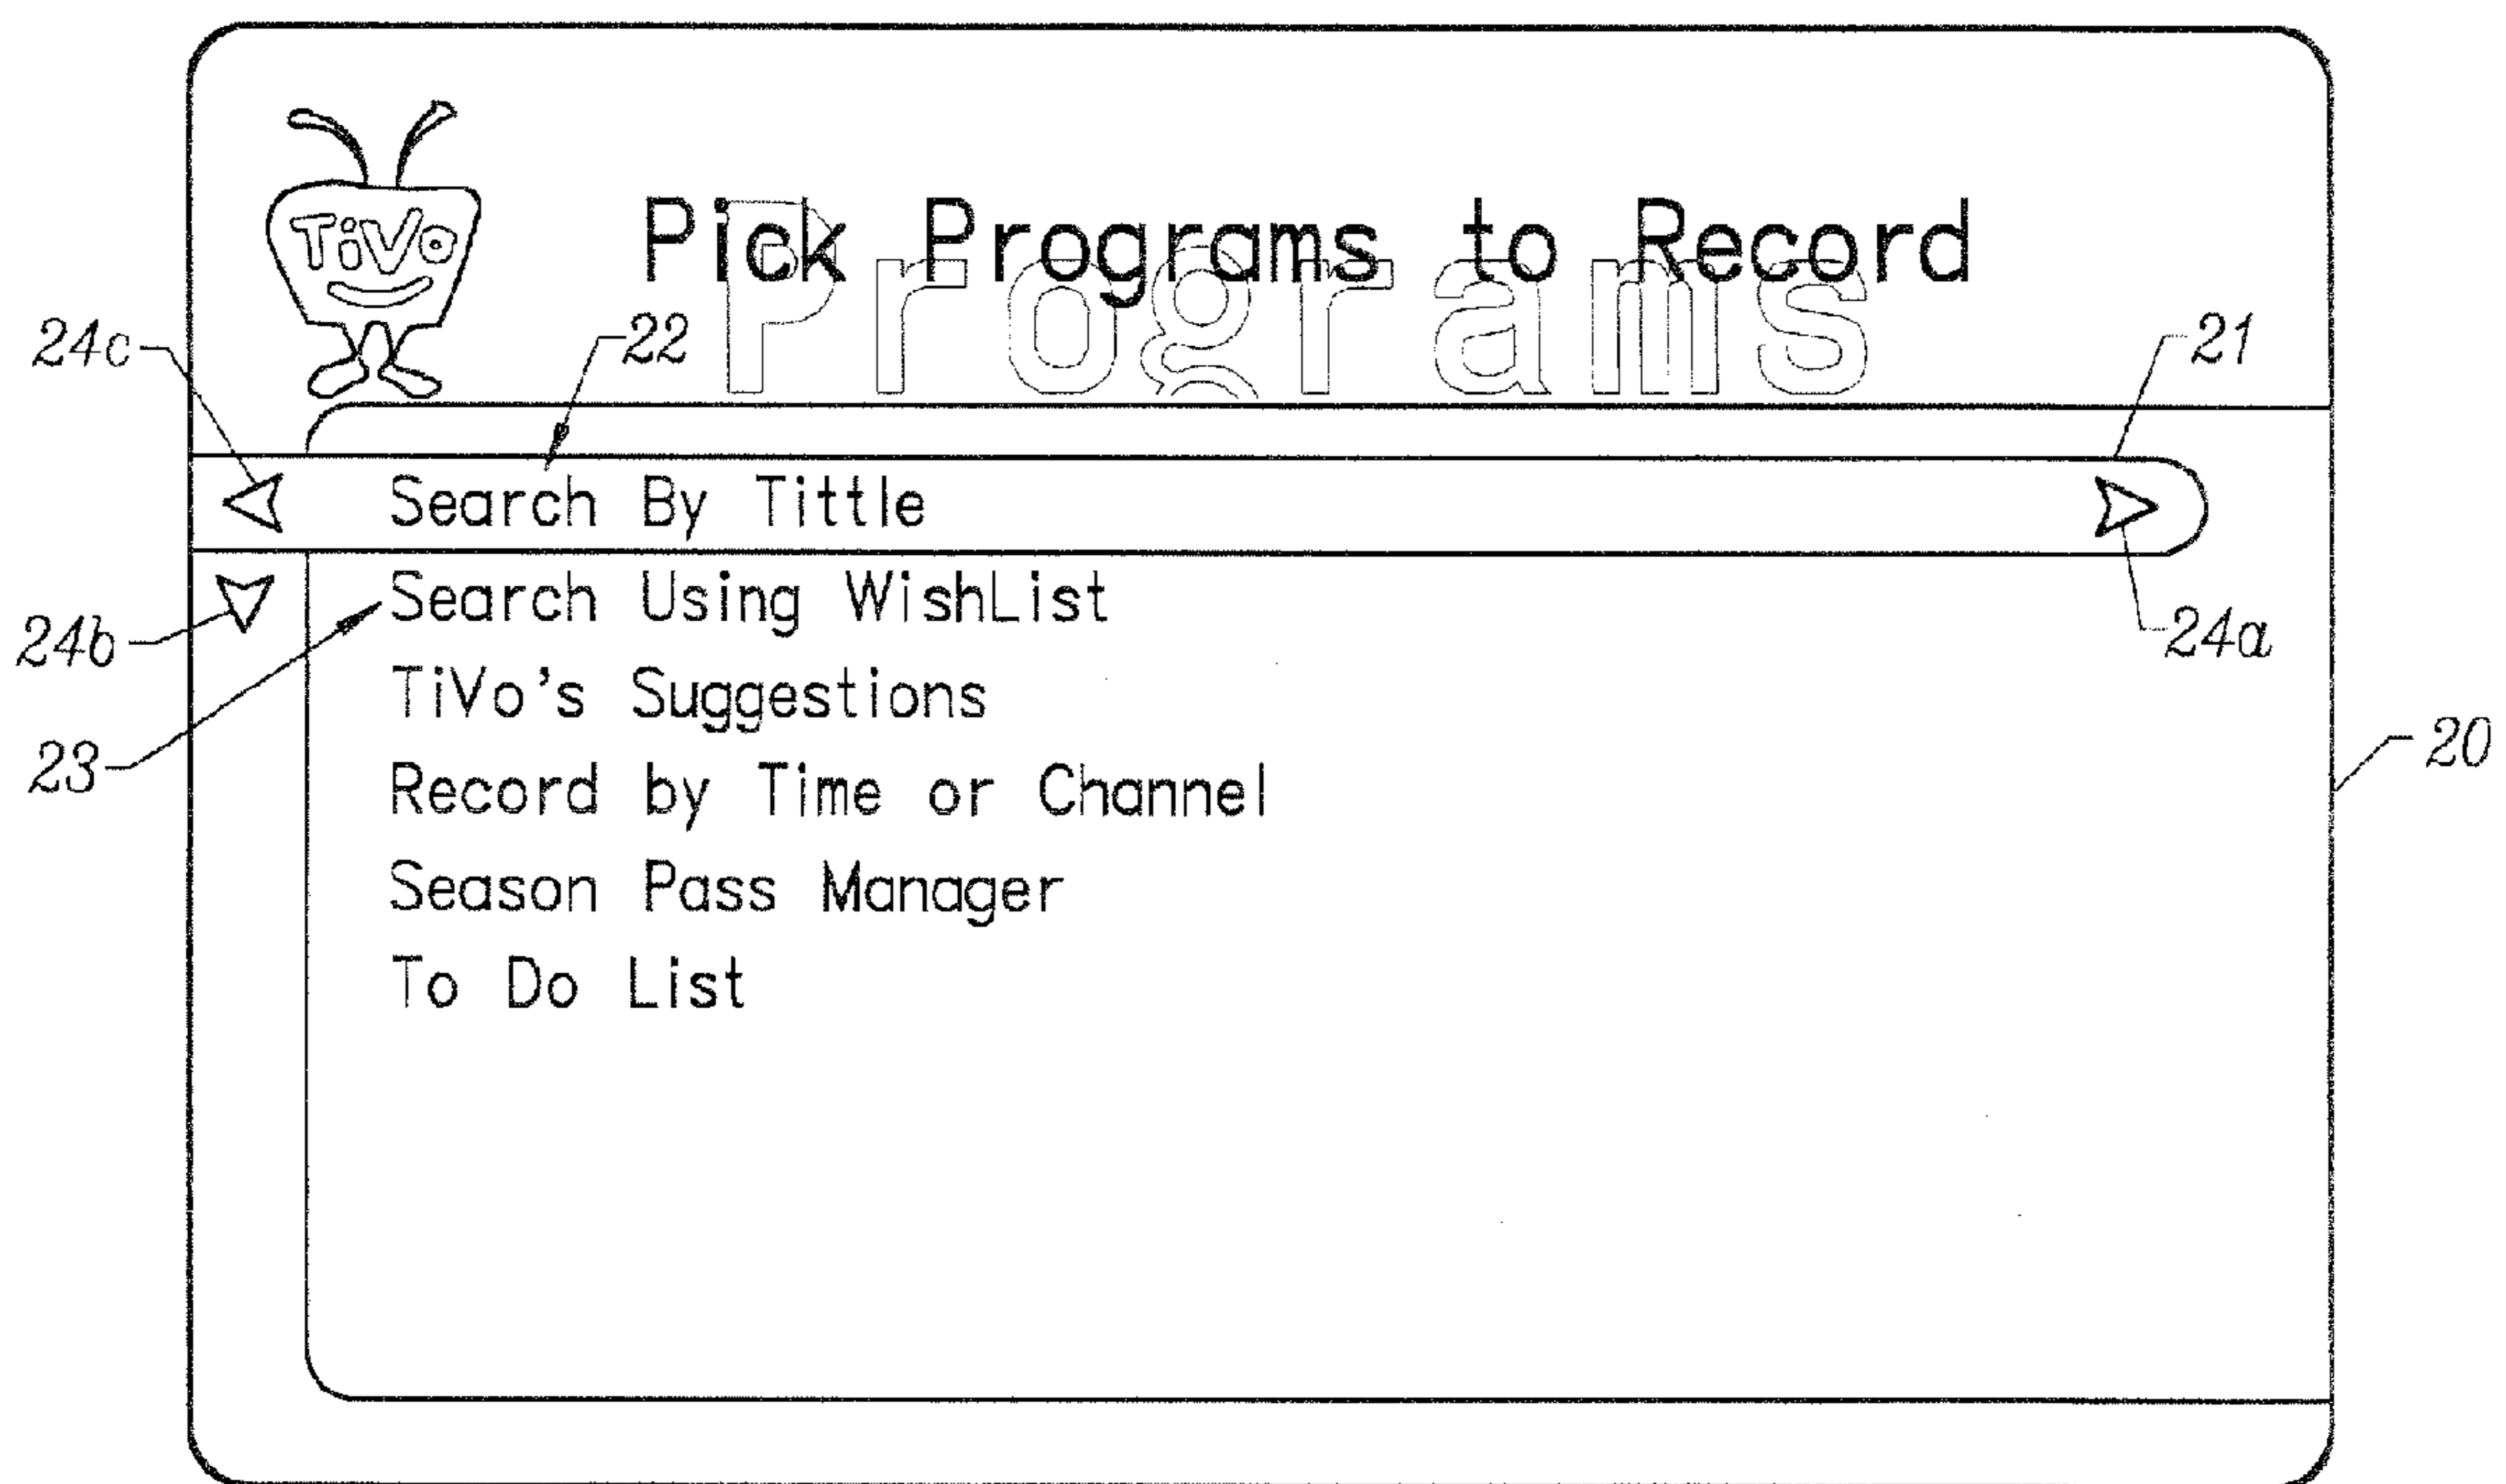 TiVo
Pick Programs to Record
Programs
24c
22
21
Search By Tittle
Search Using WishList
24b
24a
TiVo's Suggestions
23
20
Record by Time or Channel
Season Pass Manager
To Do List